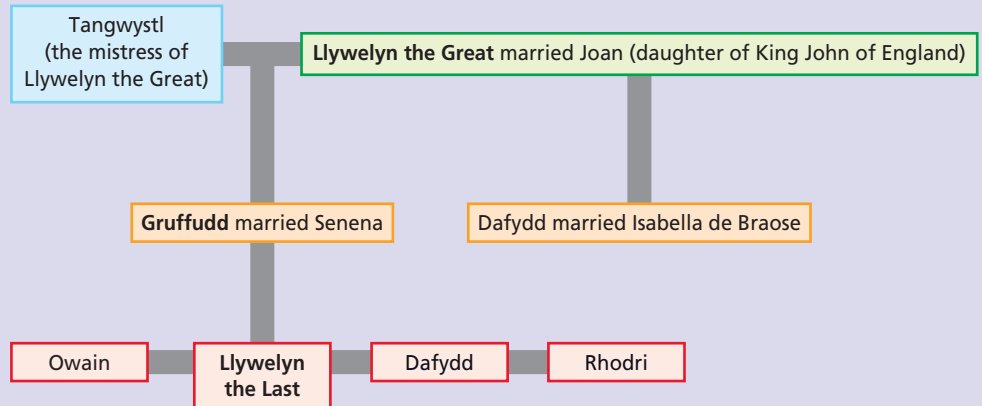 Tangwystl
(the mistress of
Llywelyn the Great)
Llywelyn the Great married Joan (daughter of King John of England)
Gruffudd married Senena
Dafydd married Isabella de Braose
Owain
Llywelyn
the Last
Dafydd
Rhodri